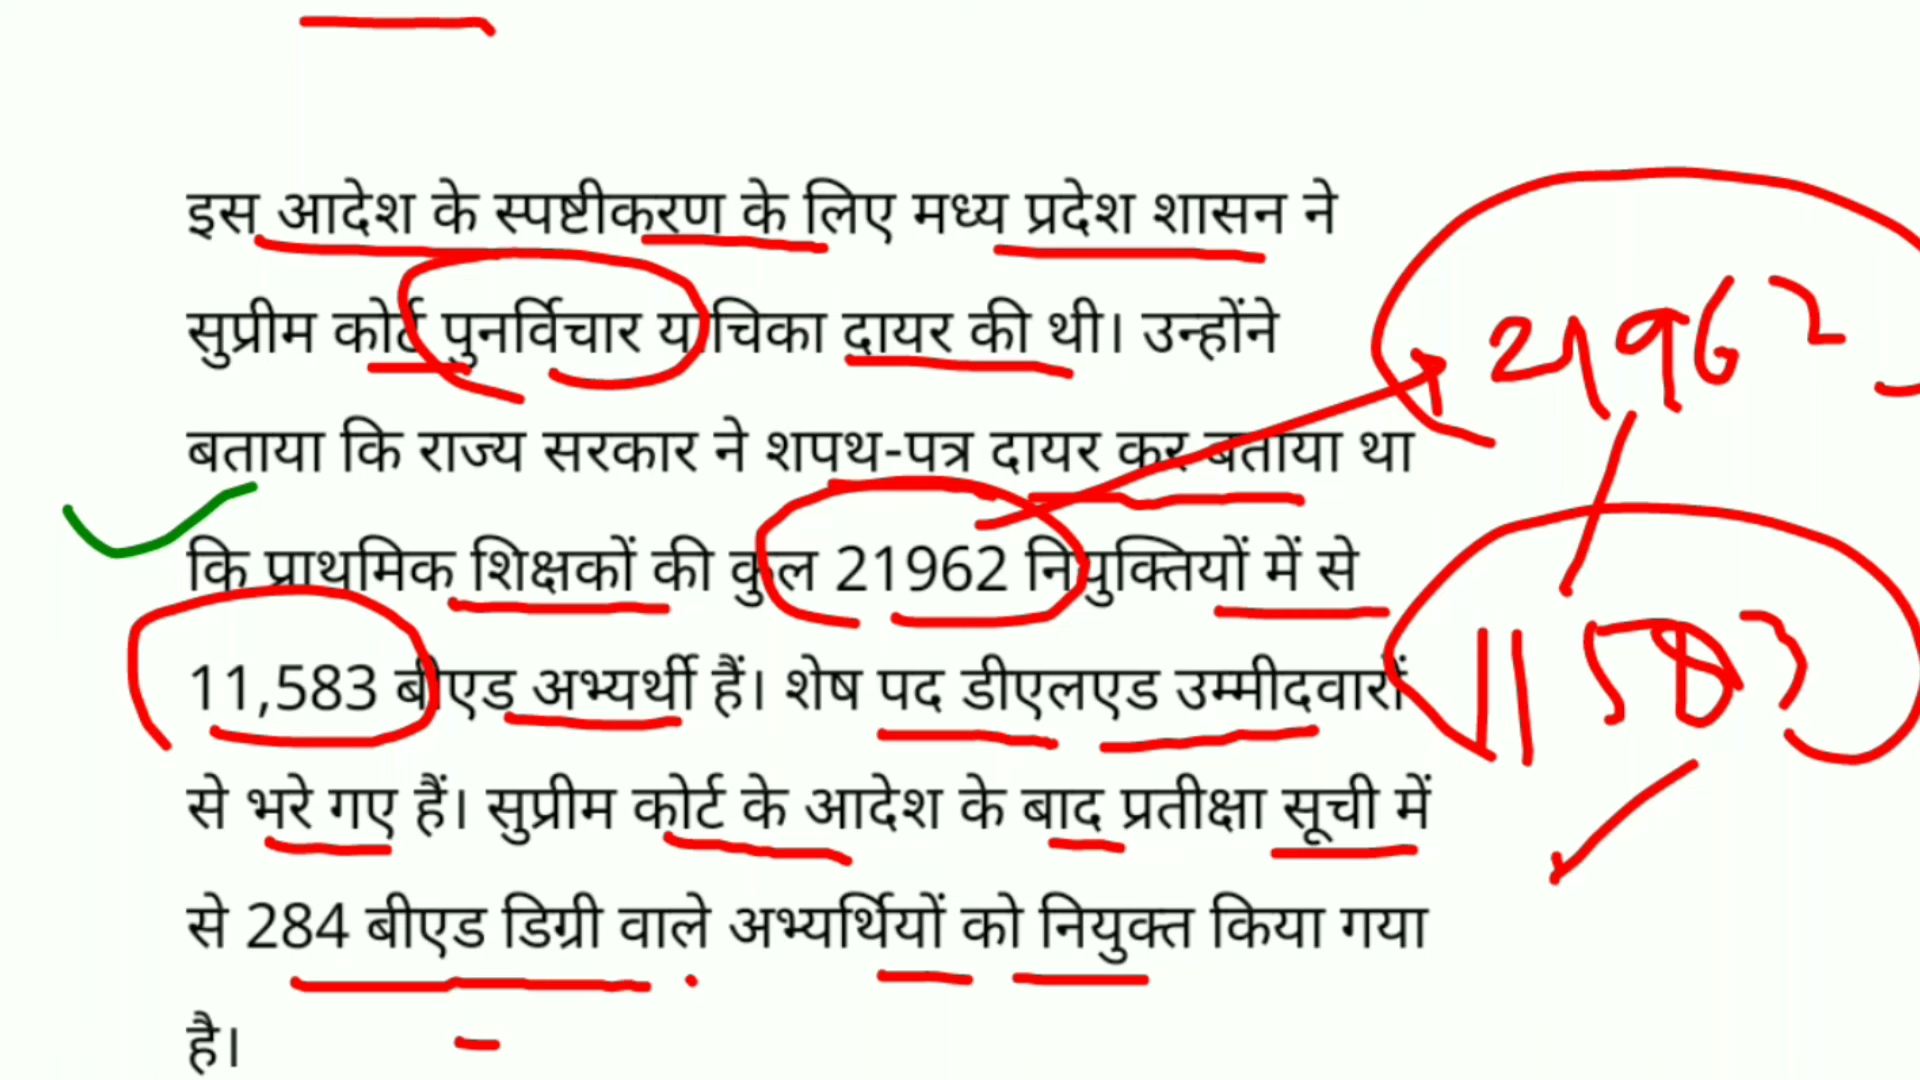 इस आदेश के स्पष्टीकरण के लिए मध्य प्रदेश शासन ने
सुप्रीम कोर्ट पुनर्विचार याचिका दायर की थी। उन्होंने
21962
बताया कि राज्य सरकार ने शपथ-पत्र दायर कर बताया था
कि प्राथमिक शिक्षकों की कुल 21962 नियुक्तियों में से
11,583 बीएड अभ्यर्थी हैं। शेष पद डीएलएड उम्मीदवारों
11583
से भरे गए हैं। सुप्रीम कोर्ट के आदेश के बाद प्रतीक्षा सूची में
से 284 बीएड डिग्री वाले अभ्यर्थियों को नियुक्त किया गया
है।